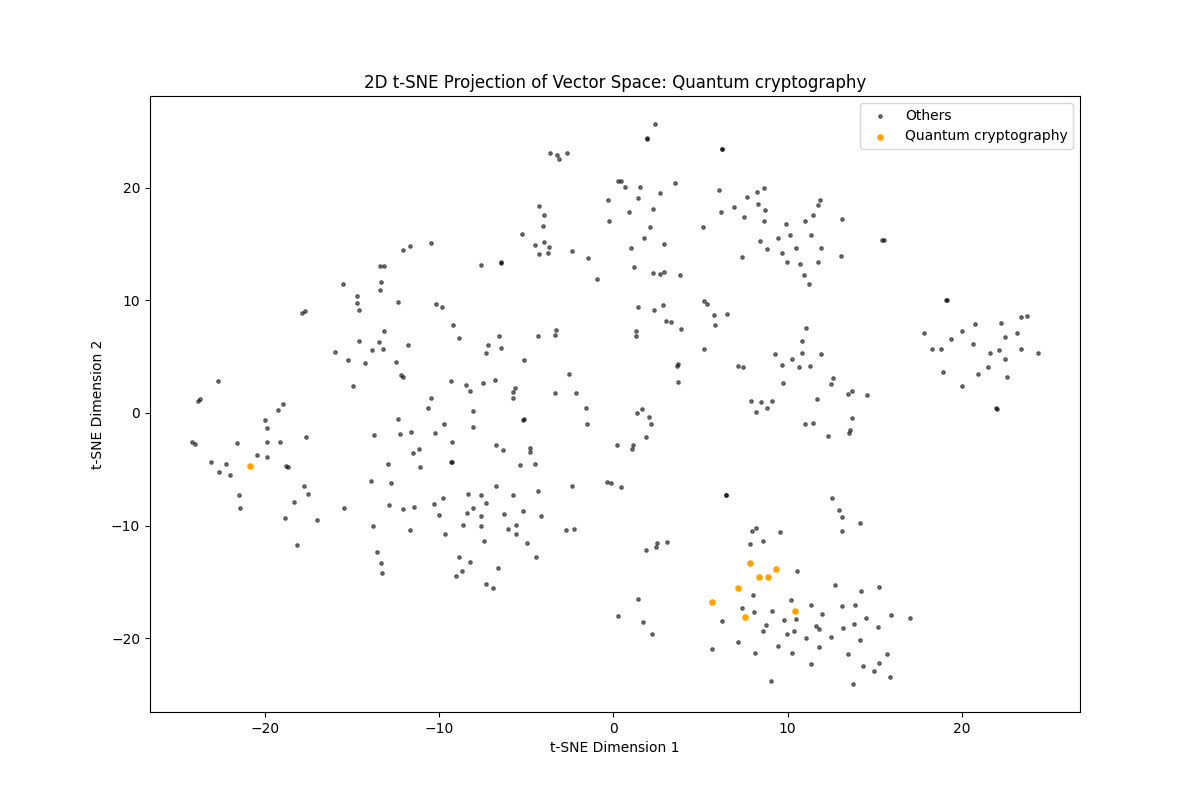 2D t-SNE Projection of Vector Space: Quantum cryptography
Others
Quantum cryptography
t-SNE Dimension 2
20
10
0
−10
−20
−20
−10
0
10
20
t-SNE Dimension 1